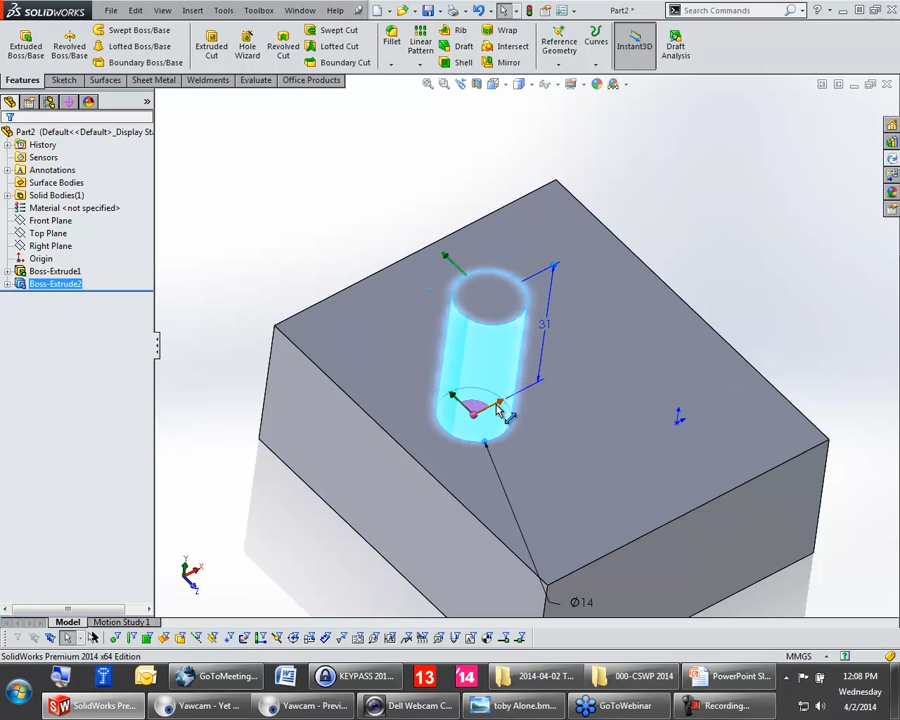 SOLIDWORKS File Edit View Insert Tools Toolbox Window Help Part2 * Search Commands
Extruded Boss/Base
Revolved Boss/Base
Swept Boss/Base
Lofted Boss/Base
Boundary Boss/Base
Extruded Cut
Hole Wizard
Revolved Cut
Swept Cut
Lofted Cut
Boundary Cut
Fillet
Linear Pattern
Rib
Draft
Shell
Wrap
Intersect
Mirror
Reference Geometry
Curves
Instant3D
Draft Analysis
Features Sketch Surfaces Sheet Metal Weldments Evaluate Office Products
Part2 (Default<<Default>_Display Sta
History
Sensors
Annotations
Surface Bodies
Solid Bodies(1)
Material <not specified>
Front Plane
Top Plane
Right Plane
Origin
Boss-Extrude1
Boss-Extrude2
31
Ø14
Y
X
Z
Model Motion Study 1
SolidWorks Premium 2014 x64 Edition MMGS
GoToMeeting... KEYPASS 201... 13 '14 2014-04-02 T... 000-CSWP 2014 PowerPoint Sl... 12:08 PM
Wednesday
SolidWorks Pre... Yawcam - Yet ... Yawcam - Previ... Dell Webcam C... toby Alone.bm... GoToWebinar Recording... 4/2/2014